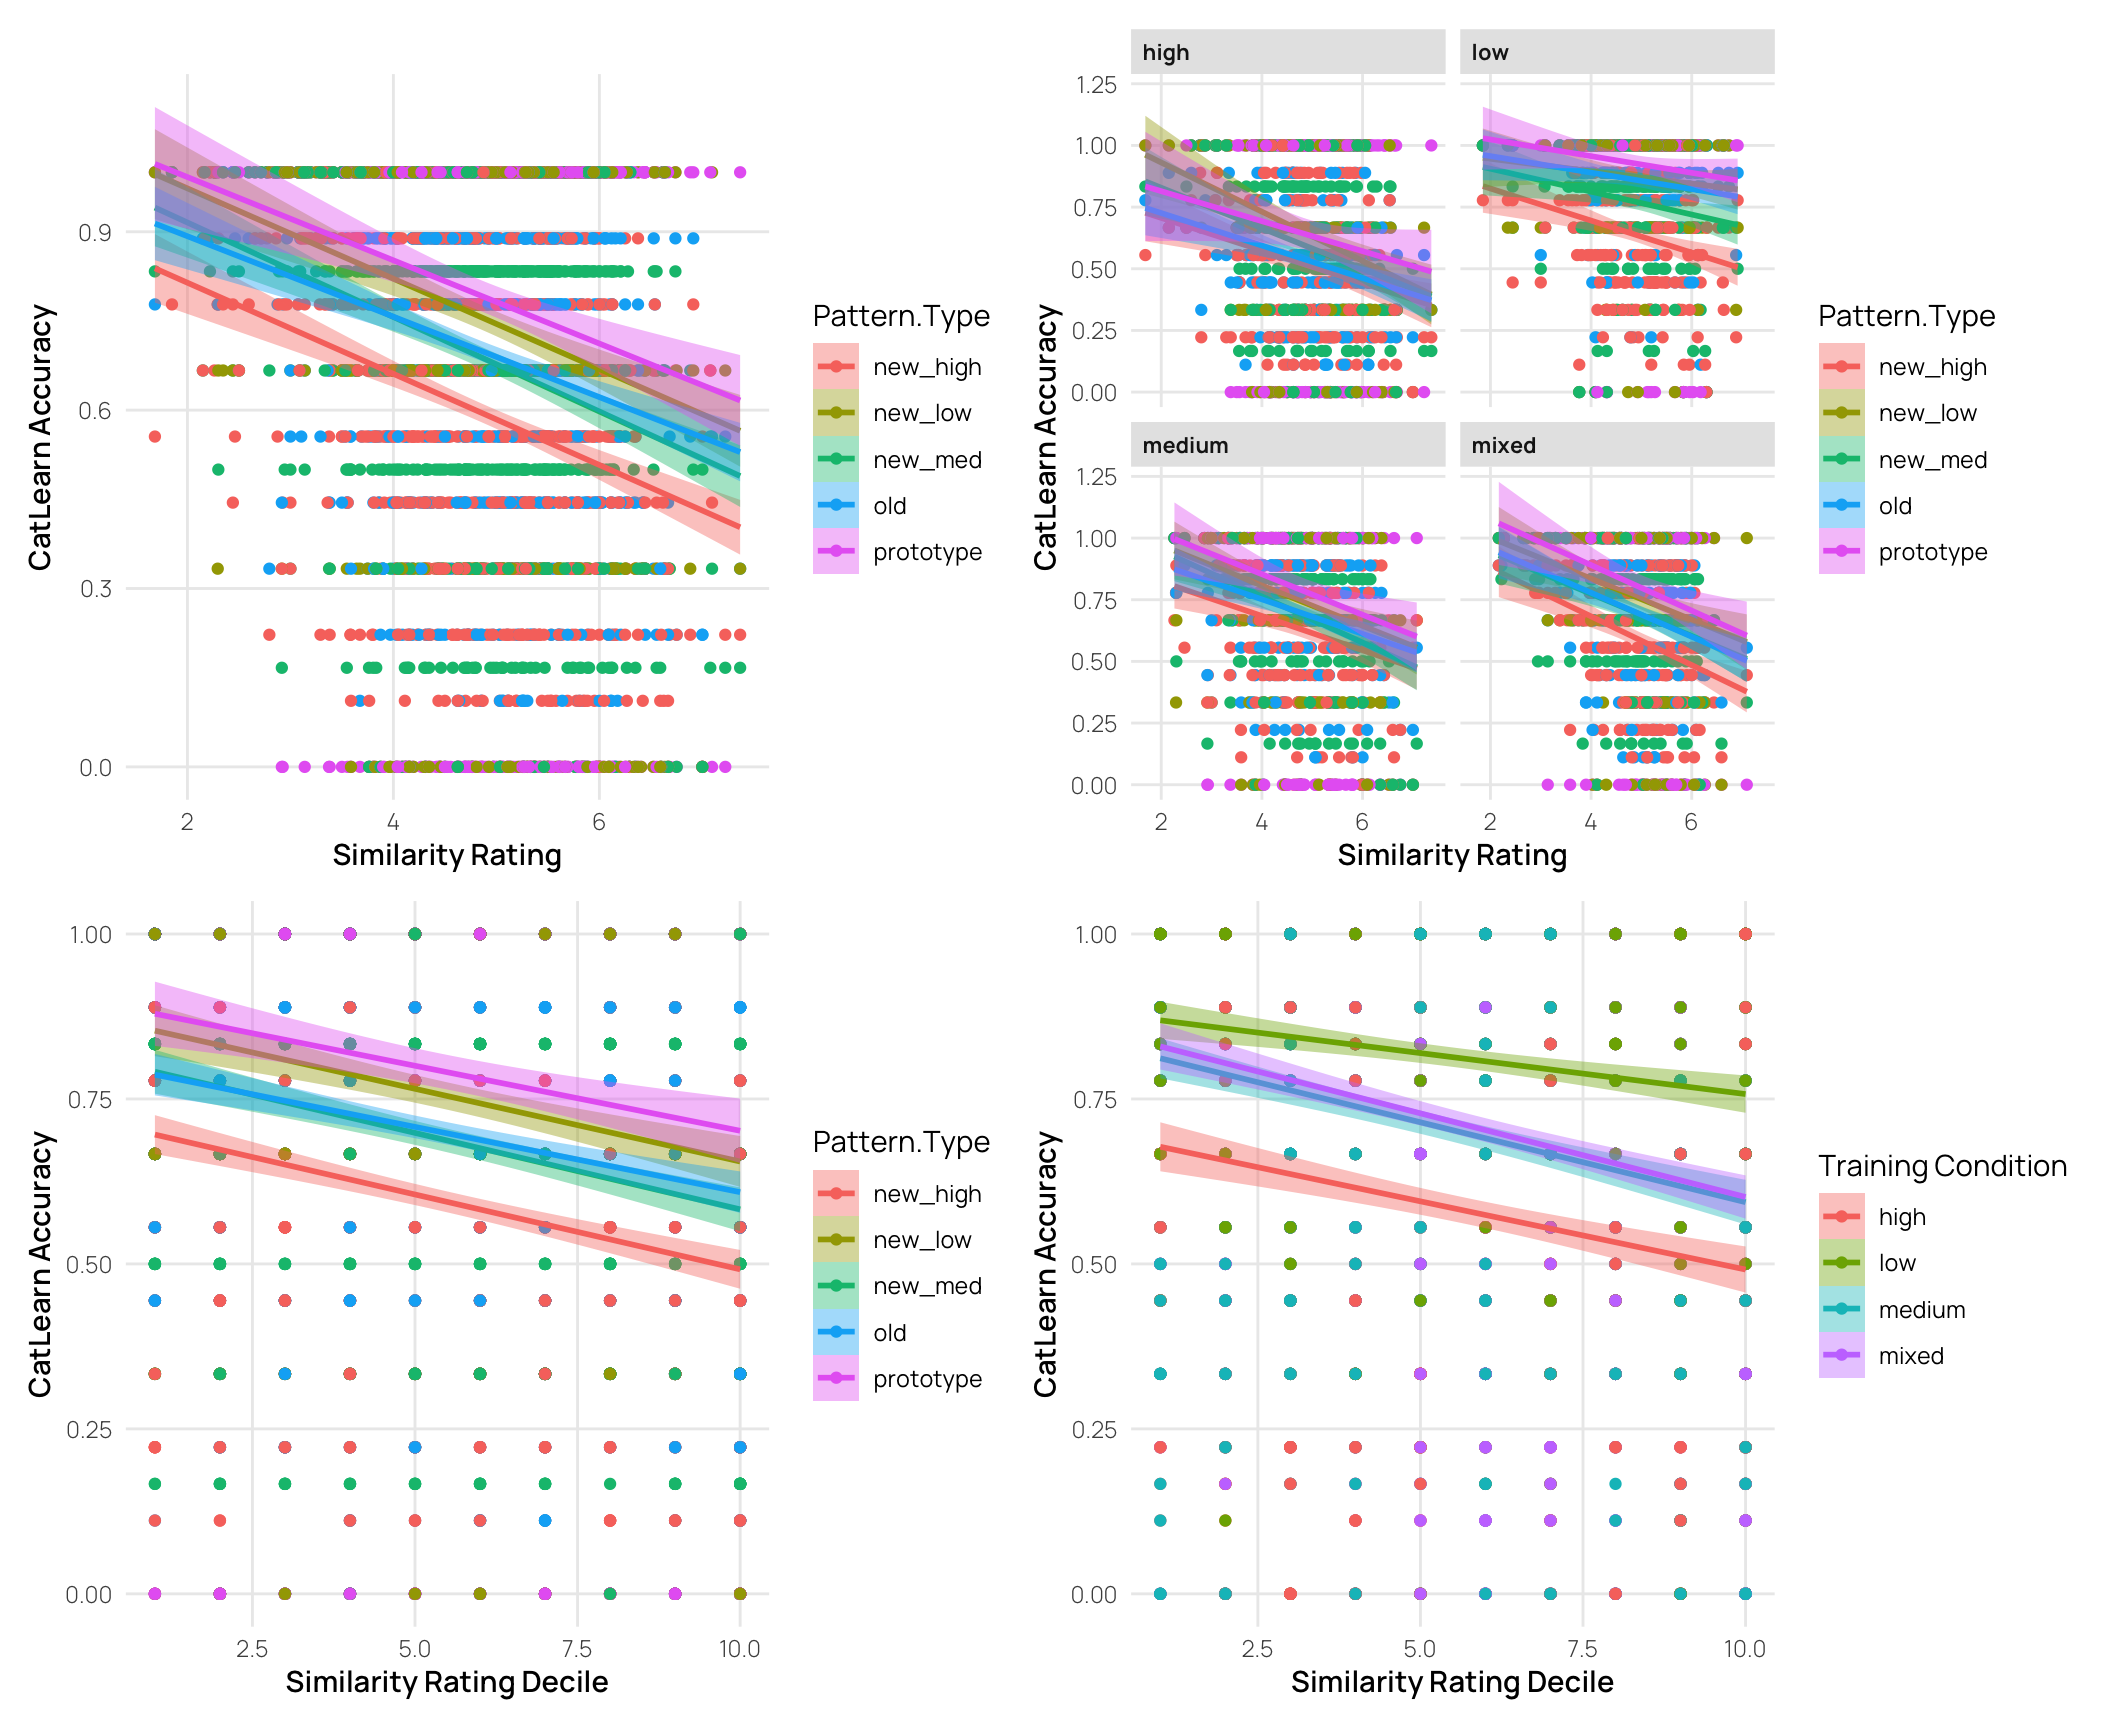 0.9
0.6
0.3
0.0
2 4 6
CatLearn Accuracy
Similarity Rating
Pattern.Type
new_high
new_low
new_med
old
prototype
high
low
1.25
1.00
0.75
0.50
0.25
0.00
medium
mixed
1.25
1.00
0.75
0.50
0.25
0.00
2 4 6
2 4 6
CatLearn Accuracy
Similarity Rating
Pattern.Type
new_high
new_low
new_med
old
prototype
1.00
0.75
0.50
0.25
0.00
2.5 5.0 7.5 10.0
CatLearn Accuracy
Similarity Rating Decile
Pattern.Type
new_high
new_low
new_med
old
prototype
1.00
0.75
0.50
0.25
0.00
2.5 5.0 7.5 10.0
CatLearn Accuracy
Similarity Rating Decile
Training Condition
high
low
medium
mixed